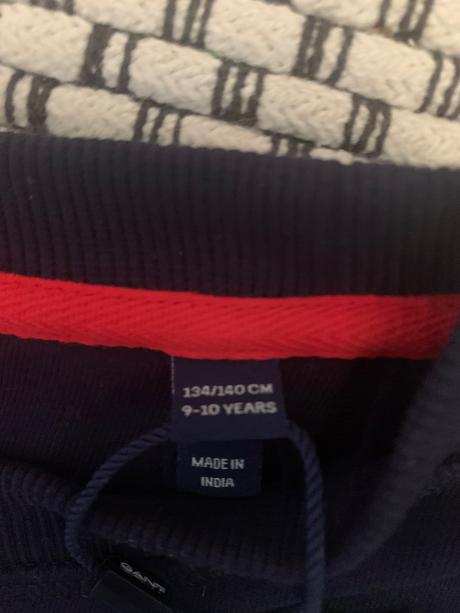 134/140 CM
9-10 YEARS
MADE IN
INDIA
GANT